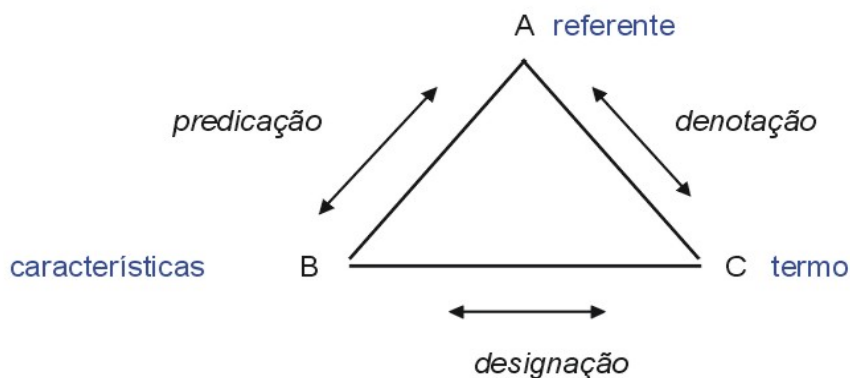 A referente
predicação denotação
características B C termo
designação